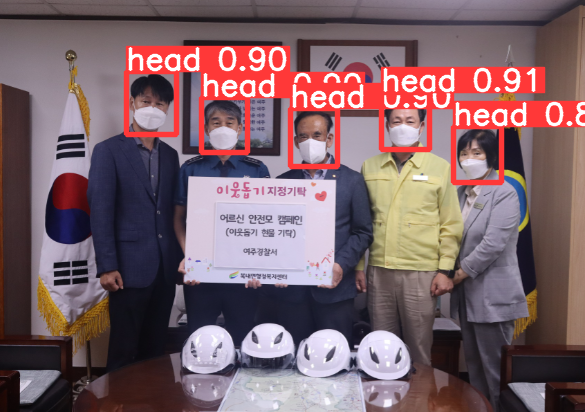 head 0.90
head
head 0.90
head 0.91
head 0.8
이웃돕기 지정기탁
어르신 안전모 캠페인
(이웃돕기 현물 기탁)
여주경찰서